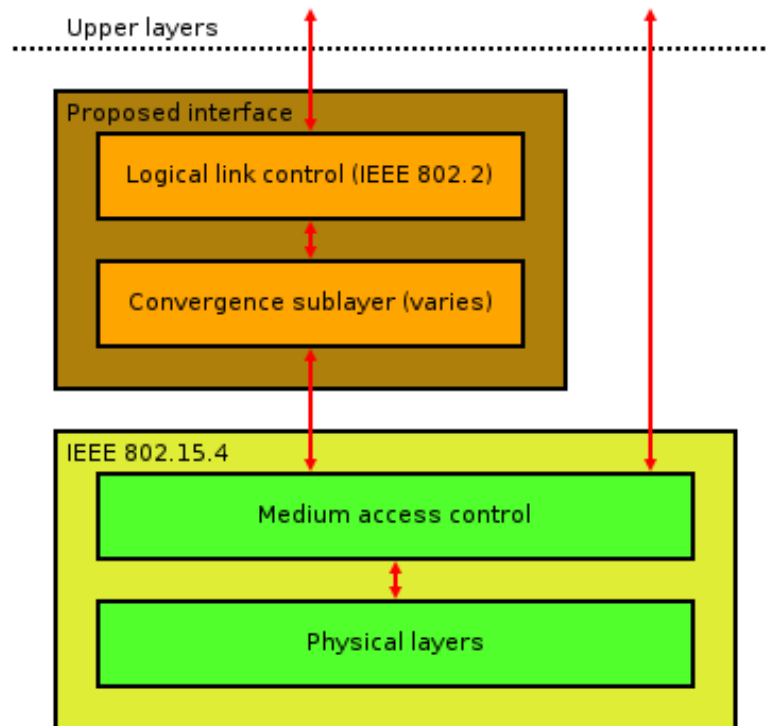 Upper layers
Proposed interface
Logical link control (IEEE 802.2)
Convergence sublayer (varies)
IEEE 802.15.4
Medium access control
Physical layers